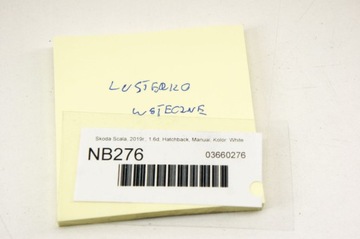 LUSTERKO
WSTECZNE
Skoda Scala, 2019r., 1.6d, Hatchback, Manual, Kolor: White
NB276
03660276